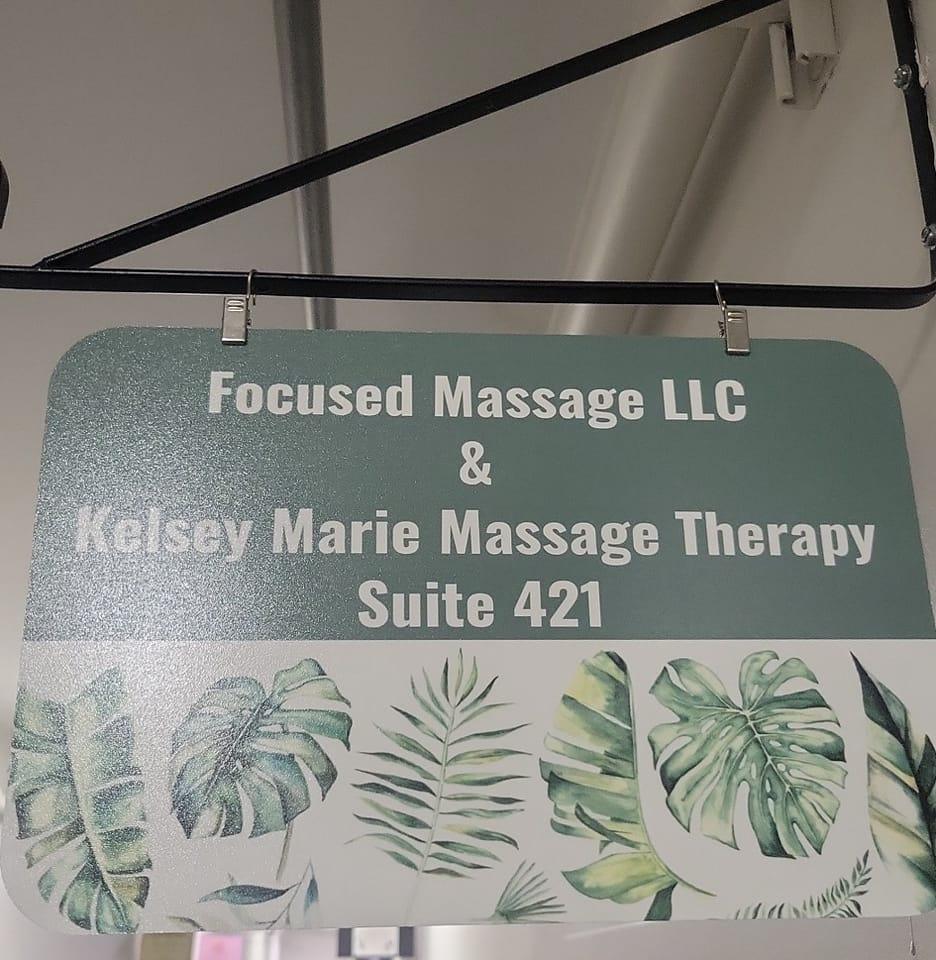 Focused Massage LLC
&
Kelsey Marie Massage Therapy
Suite 421